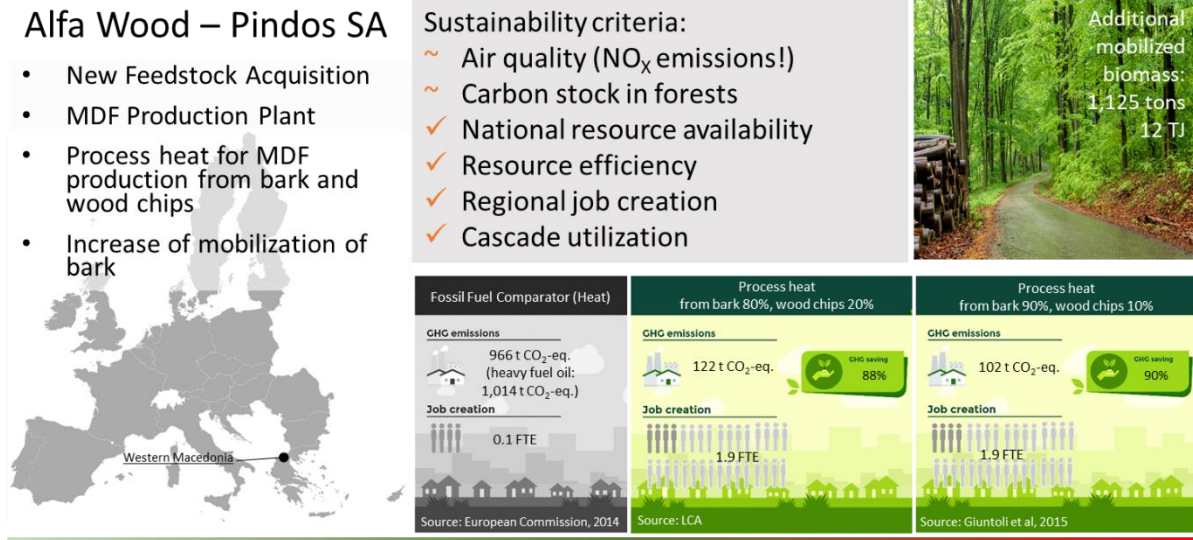 Alfa Wood – Pindos SA
• New Feedstock Acquisition
• MDF Production Plant
• Process heat for MDF
production from bark and
wood chips
• Increase of mobilization of
bark
Western Macedonia
Sustainability criteria:
~ Air quality (NOX emissions!)
~ Carbon stock in forests
✓ National resource availability
✓ Resource efficiency
✓ Regional job creation
✓ Cascade utilization
Additional
mobilized
biomass:
1,125 tons
12 TJ
Fossil Fuel Comparator (Heat)
GHG emissions
966 t CO2-eq.
(heavy fuel oil:
1,014 t CO2-eq.)
Job creation
0.1 FTE
Source: European Commission, 2014
Process heat
from bark 80%, wood chips 20%
GHG emissions
122 t CO2-eq.
GHG saving
88%
Job creation
1.9 FTE
Source: LCA
Process heat
from bark 90%, wood chips 10%
GHG emissions
102 t CO2-eq.
GHG saving
90%
Job creation
1.9 FTE
Source: Giuntoli et al, 2015